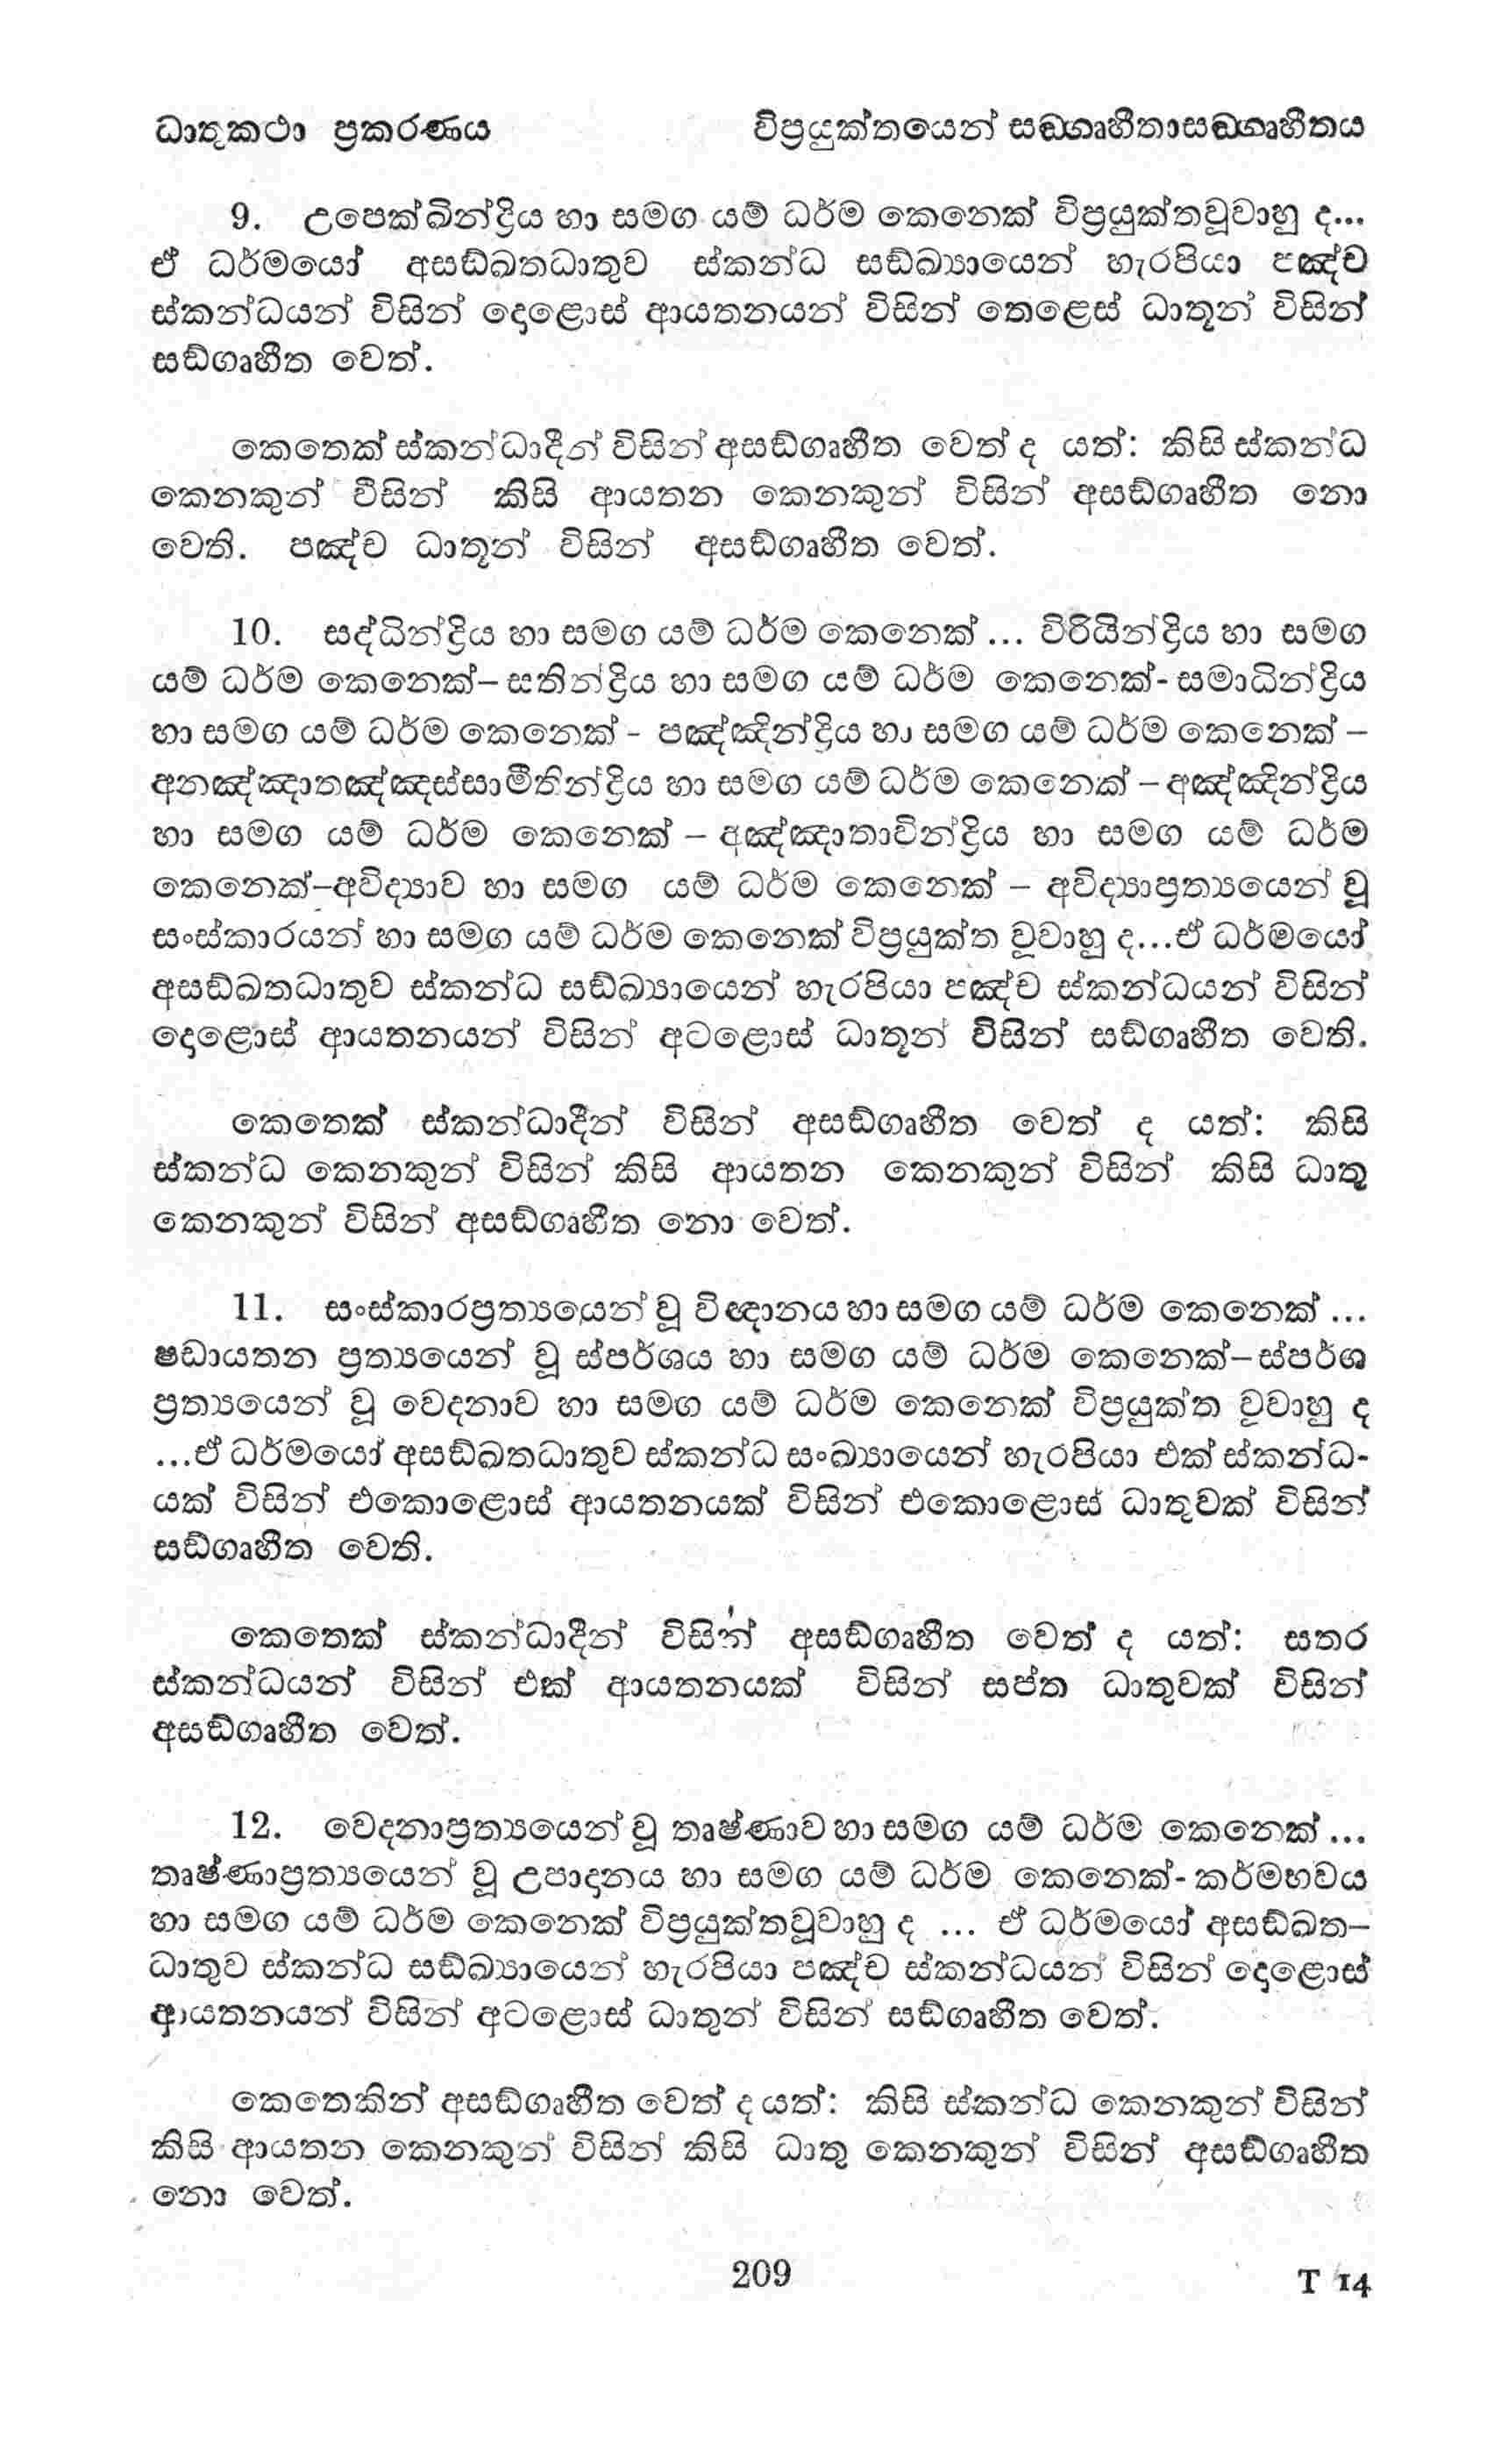 ධාතුකථා ප්‍රකරණය විප්‍රයුක්තයෙන් සඞ්ගෘහීතාසඞ්ගෘහීතය
9. උපෙක්ඛින්ද්‍රිය හා සමග යම් ධර්ම කෙනෙක් විප්‍රයුක්තවූවාහු ද...
ඒ ධර්මයෝ අසඞ්ඛතධාතුව ස්කන්ධ සඞ්ඛ්‍යායෙන් හැරපියා පඤ්ච
ස්කන්ධයන් විසින් දෙළොස් ආයතනයන් විසින් තෙළෙස් ධාතූන් විසින්
සඞ්ගෘහීත වෙත්.
කෙතෙක් ස්කන්ධාදීන් විසින් අසඞ්ගෘහීත වෙත් ද යත්: කිසි ස්කන්ධ
කෙනකුන් විසින් කිසි ආයතන කෙනකුන් විසින් අසඞ්ගෘහීත නො
වෙති. පඤ්ච ධාතූන් විසින් අසඞ්ගෘහීත වෙත්.
10. සද්ධින්ද්‍රිය හා සමග යම් ධර්ම කෙනෙක් ... විරියින්ද්‍රිය හා සමග
යම් ධර්ම කෙනෙක්– සතින්ද්‍රිය හා සමග යම් ධර්ම කෙනෙක්- සමාධින්ද්‍රිය
හා සමග යම් ධර්ම කෙනෙක් - පඤ්ඤින්ද්‍රිය හා සමග යම් ධර්ම කෙනෙක් –
අනඤ්ඤාතඤ්ඤස්සාමීතින්ද්‍රිය හා සමග යම් ධර්ම කෙනෙක් – අඤ්ඤින්ද්‍රිය
හා සමග යම් ධර්ම කෙනෙක් – අඤ්ඤාතාවින්ද්‍රිය හා සමග යම් ධර්ම
කෙනෙක්–අවිද්‍යාව හා සමග යම් ධර්ම කෙනෙක් – අවිද්‍යාප්‍රත්‍යයෙන් වූ
සංස්කාරයන් හා සමග යම් ධර්ම කෙනෙක් විප්‍රයුක්ත වූවාහු ද...ඒ ධර්මයෝ
අසඞ්ඛතධාතුව ස්කන්ධ සඞ්ඛ්‍යායෙන් හැරපියා පඤ්ච ස්කන්ධයන් විසින්
දෙළොස් ආයතනයන් විසින් අටළොස් ධාතූන් විසින් සඞ්ගෘහීත වෙති.
කෙතෙක් ස්කන්ධාදීන් විසින් අසඞ්ගෘහීත වෙත් ද යත්: කිසි
ස්කන්ධ කෙනකුන් විසින් කිසි ආයතන කෙනකුන් විසින් කිසි ධාතු
කෙනකුන් විසින් අසඞ්ගෘහීත නො වෙත්.
11. සංස්කාරප්‍රත්‍යයෙන් වූ විඥානය හා සමග යම් ධර්ම කෙනෙක් ...
ෂඩායතන ප්‍රත්‍යයෙන් වූ ස්පර්ශය හා සමග යම් ධර්ම කෙනෙක්–ස්පර්ශ
ප්‍රත්‍යයෙන් වූ වෙදනාව හා සමග යම් ධර්ම කෙනෙක් විප්‍රයුක්ත වූවාහු ද
...ඒ ධර්මයෝ අසඞ්ඛතධාතුව ස්කන්ධ සංඛ්‍යායෙන් හැරපියා එක් ස්කන්ධ-
යක් විසින් එකොළොස් ආයතනයක් විසින් එකොළොස් ධාතුවක් විසින්
සඞ්ගෘහීත වෙති.
කෙතෙක් ස්කන්ධාදීන් විසින් අසඞ්ගෘහීත වෙත් ද යත්: සතර
ස්කන්ධයන් විසින් එක් ආයතනයක් විසින් සප්ත ධාතුවක් විසින්
අසඞ්ගෘහීත වෙත්.
12. වෙදනාප්‍රත්‍යයෙන් වූ තෘෂ්ණාව හා සමග යම් ධර්ම කෙනෙක් ...
තෘෂ්ණාප්‍රත්‍යයෙන් වූ උපාදානය හා සමග යම් ධර්ම කෙනෙක්- කර්මභවය
හා සමග යම් ධර්ම කෙනෙක් විප්‍රයුක්තවූවාහු ද ... ඒ ධර්මයෝ අසඞ්ඛත–
ධාතුව ස්කන්ධ සඞ්ඛ්‍යායෙන් හැරපියා පඤ්ච ස්කන්ධයන් විසින් දෙළොස්
ආයතනයන් විසින් අටළොස් ධාතුන් විසින් සඞ්ගෘහීත වෙත්.
කෙතෙකින් අසඞ්ගෘහීත වෙත් ද යත්: කිසි ස්කන්ධ කෙනකුන් විසින්
කිසි ආයතන කෙනකුන් විසින් කිසි ධාතු කෙනකුන් විසින් අසඞ්ගෘහීත
නො වෙත්.
209 T 14